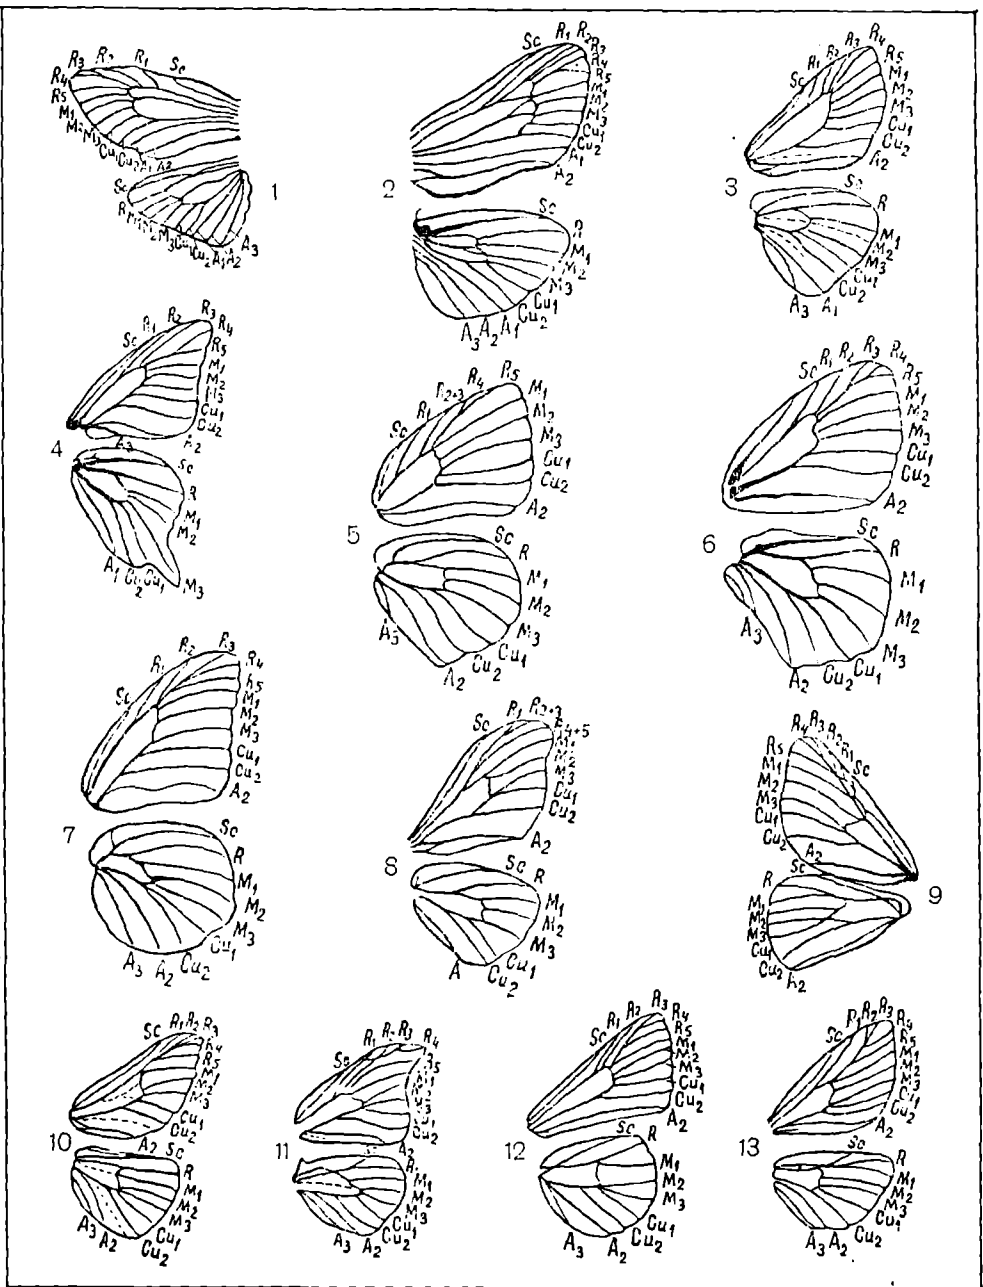 R₄ R₃ R₂ R₁ Sc
R₅
M₁
M₂ M₃ Cu₁ Cu₂ A₁ A₂
Sc
R M₁ M₂ M₃ Cu₁ Cu₂ A₁ A₂ A₃
1
Sc R₁ R₂ R₃
R₄
R₅
M₁
M₂
M₃
Cu₁
Cu₂
A₁
A₂
2
Sc
R
M₁
M₂
M₃
Cu₁
Cu₂
A₃ A₂ A₁
Sc R₁ R₂ R₃ R₄
R₅
M₁
M₂
M₃
Cu₁
Cu₂
A₂
3
Sc
R
M₁
M₂
M₃
Cu₂
Cu₂
A₃ A₁
Sc R₁ R₂ R₃ R₄
R₅
M₁
M₂
M₃
Cu₁
Cu₂
A₂
A₃
4
Sc
R
M₁
M₂
M₃
A₁ Cu₂ Cu₁
Sc R₁ R₂₊₃ R₄ R₅
M₁
M₂
M₃
Cu₁
Cu₂
A₂
5
Sc
R
M₁
M₂
M₃
Cu₁
Cu₂
A₂
A₃
Sc R₁ R₂ R₃ R₄
R₅
M₁
M₂
M₃
Cu₁
Cu₂
A₂
6
Sc
R
M₁
M₂
M₃
Cu₁
Cu₂
A₂
A₃
Sc R₁ R₂ R₃
R₄
R₅
M₁
M₂
M₃
Cu₁
Cu₂
A₂
7
Sc
R
M₁
M₂
M₃
Cu₁
Cu₂
A₃ A₂
Sc R₁ R₂₊₃
R₄₊₅
M₁
M₂
M₃
Cu₁
Cu₂
A₂
8
Sc
R
M₁
M₂
M₃
Cu₁
Cu₂
A
R₄ R₃ R₂ R₁ Sc
R₅
M₁
M₂
M₃
Cu₁
Cu₂
A₂
9
Sc
R
M₁
M₂
M₃
Cu₁
Cu₂
A₂
Sc R₁ R₂ R₃
R₄
R₅
M₁
M₂
M₃
Cu₁
Cu₂
A₂
10
Sc
R
M₁
M₂
M₃
Cu₁
Cu₂
A₃ A₂
Sc R₁ R₂ R₃ R₄
Cu₂
A₂
11
M₁
M₂
M₃
Cu₁
Cu₂
A₃ A₂
Sc R₁ R₂ R₃ R₄
R₅
M₁
M₂
M₃
Cu₁
Cu₂
A₂
12
Sc R
M₁
M₂
M₃
Cu₁
Cu₂
A₃ A₂
Sc R₁ R₂ R₃ R₄
R₅
M₁
M₂
M₃
Cu₁
Cu₂
A₂
13
Sc
R
M₁
M₂
M₃
Cu₁
Cu₂
A₃ A₂